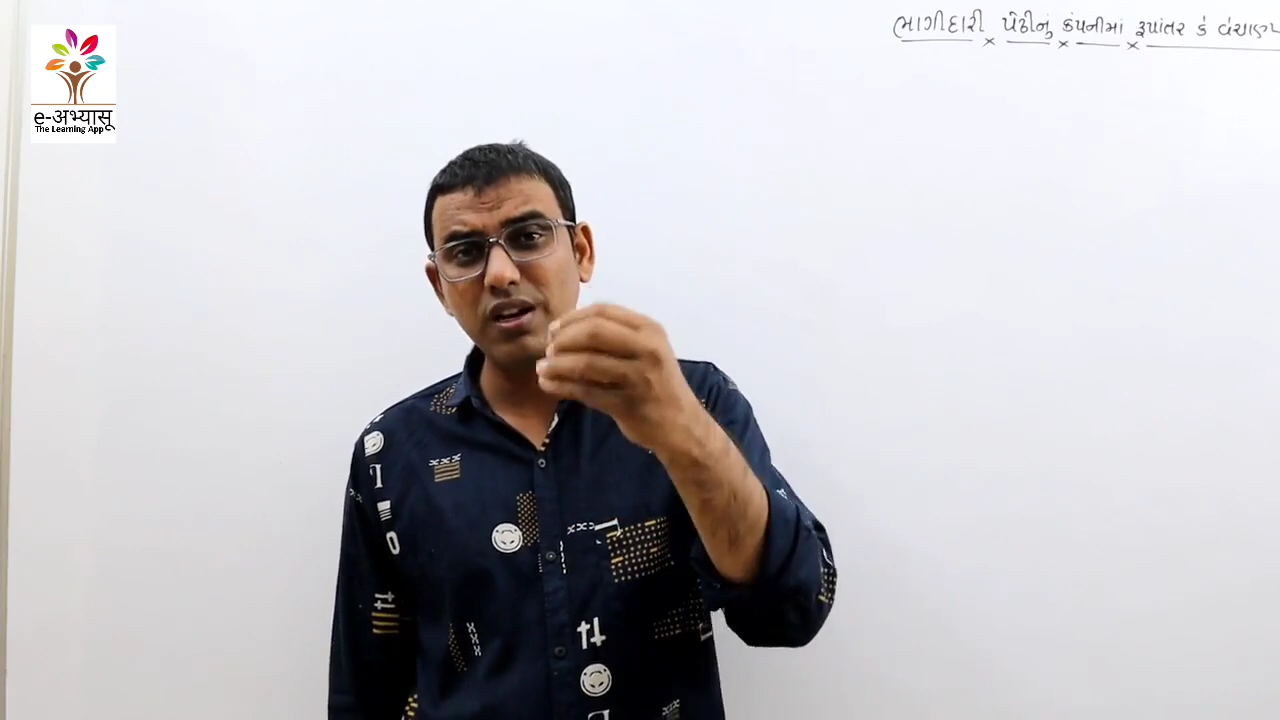 e-अभ्यासू
The Learning App
ભાગીદારી પેઢીનું કંપનીમાં રૂપાંતર કે વેચાણ